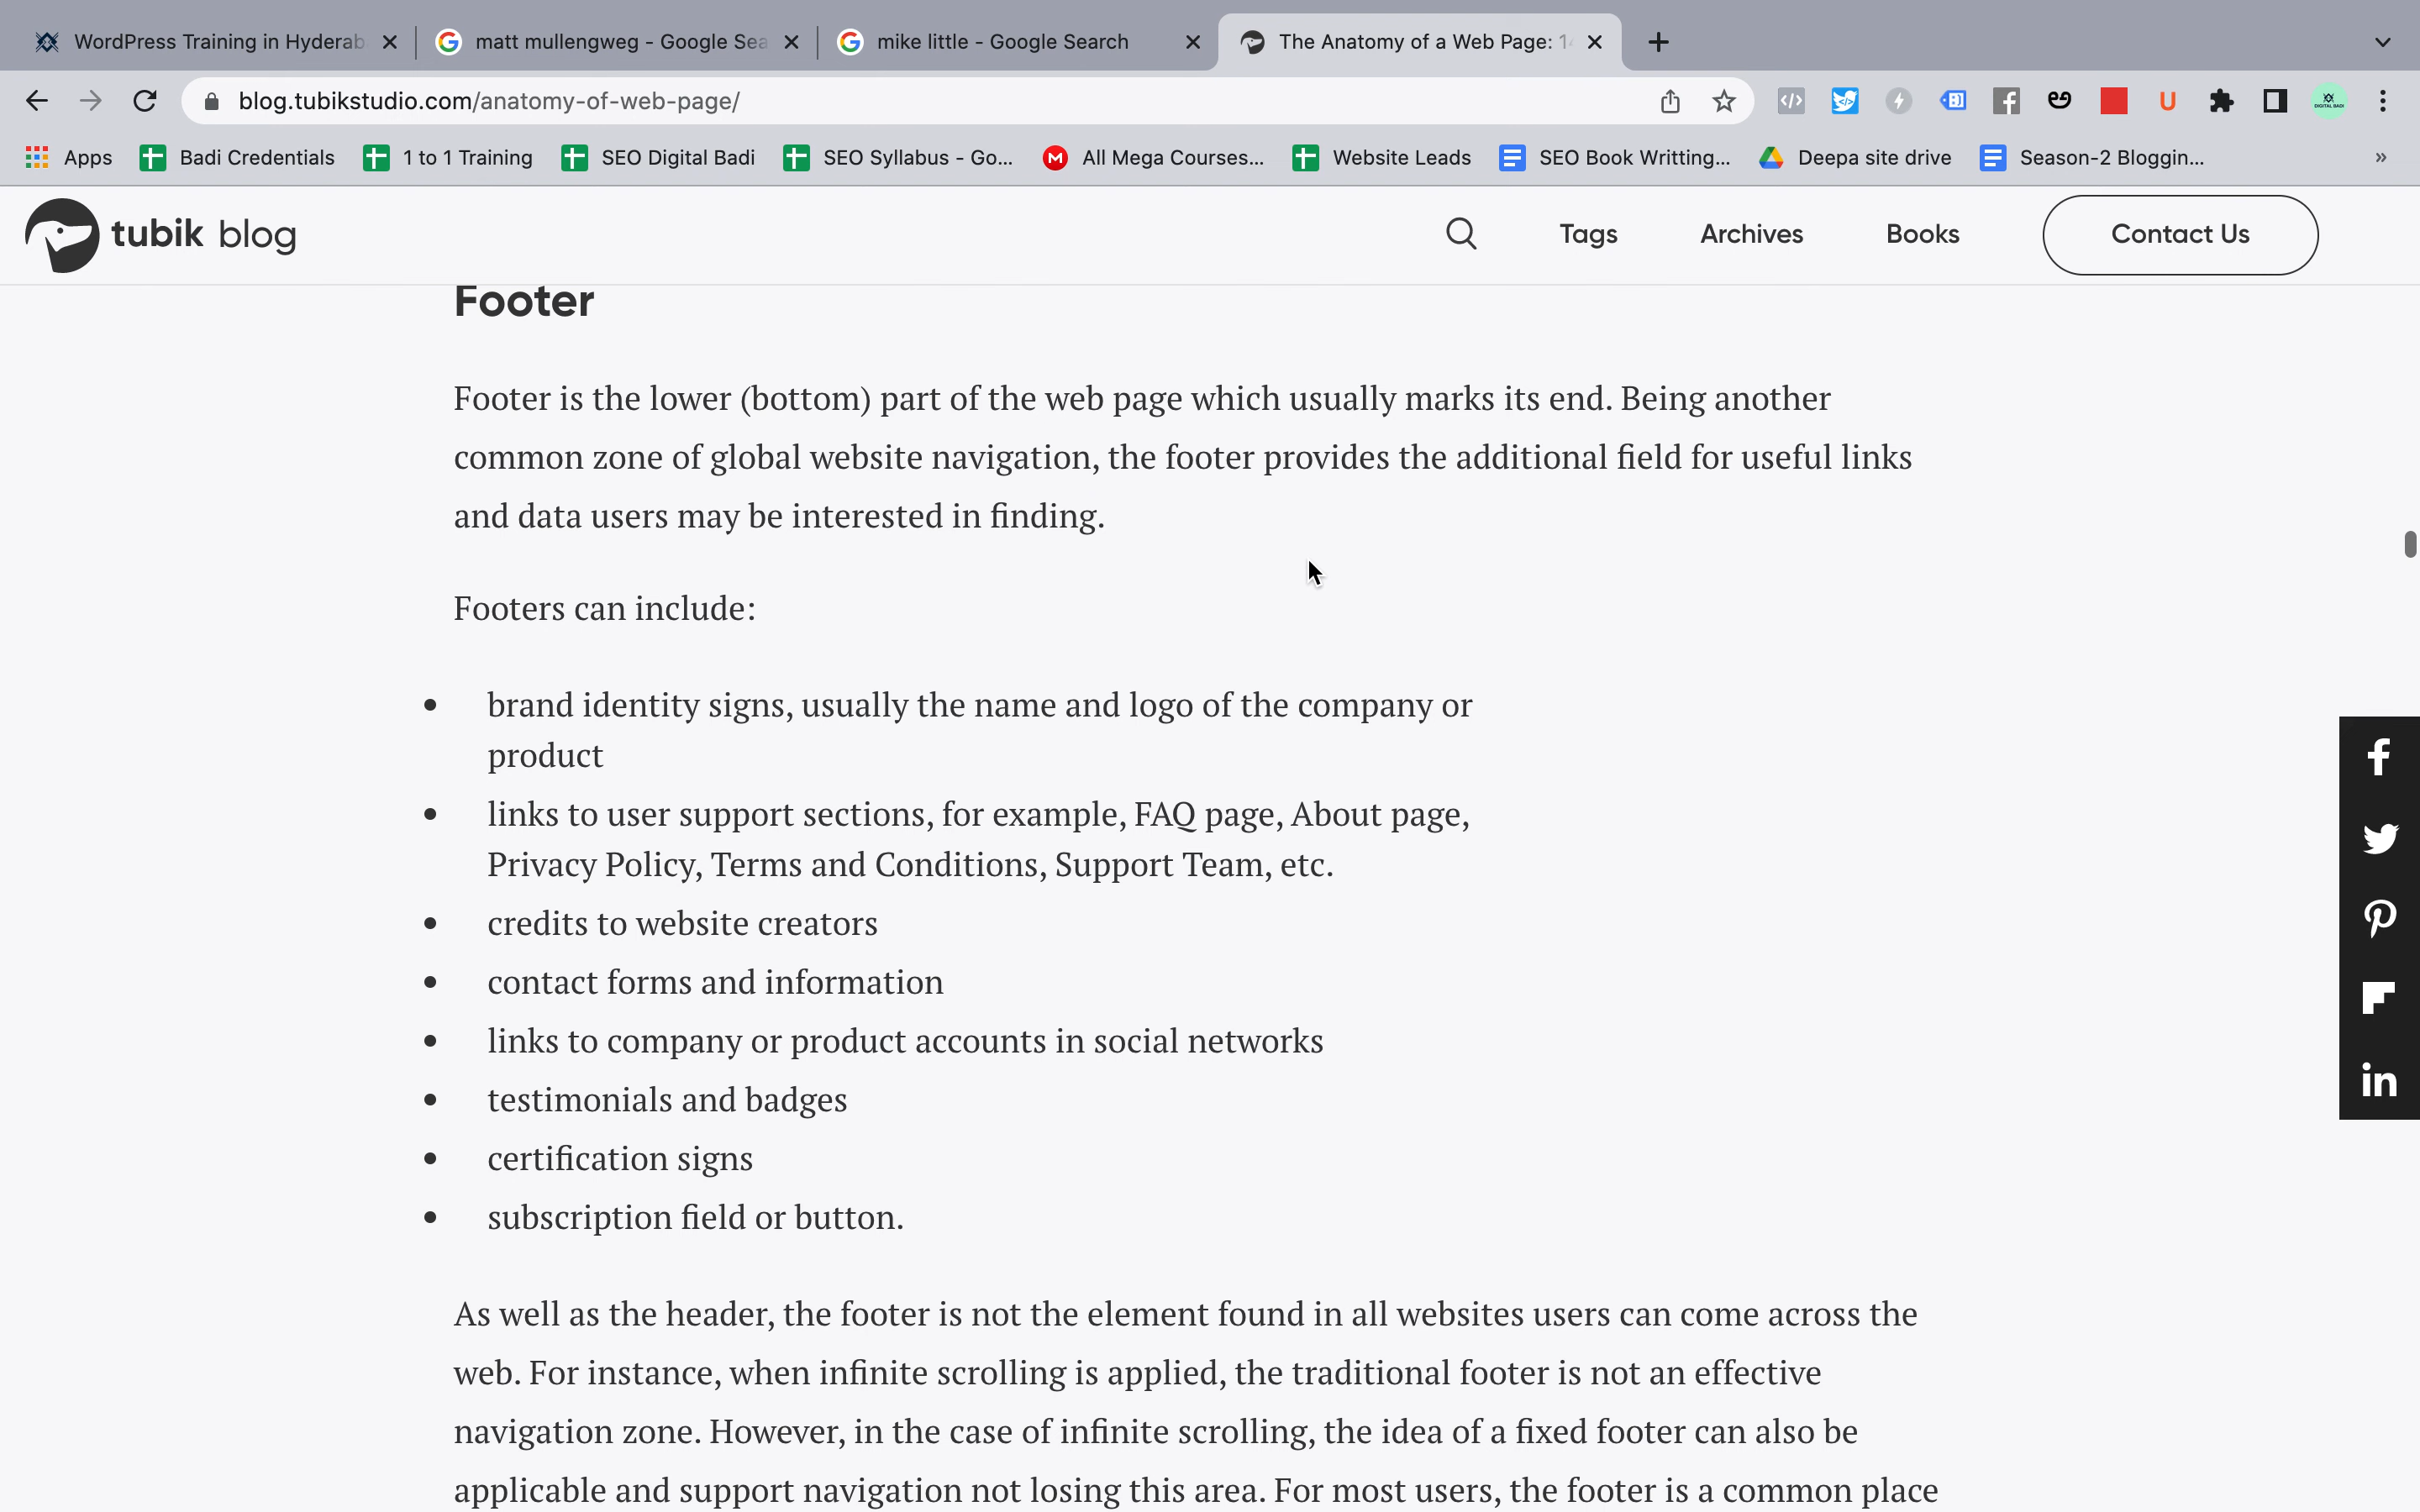 WordPress Training in Hyderab
matt mullengweg - Google Sea
mike little - Google Search
The Anatomy of a Web Page: 14
blog.tubikstudio.com/anatomy-of-web-page/
Apps
Badi Credentials
1 to 1 Training
SEO Digital Badi
SEO Syllabus - Go...
All Mega Courses...
Website Leads
SEO Book Writting...
Deepa site drive
Season-2 Bloggin...
tubik blog
Tags
Archives
Books
Contact Us
Footer
Footer is the lower (bottom) part of the web page which usually marks its end. Being another
common zone of global website navigation, the footer provides the additional field for useful links
and data users may be interested in finding.
Footers can include:
brand identity signs, usually the name and logo of the company or
product
links to user support sections, for example, FAQ page, About page,
Privacy Policy, Terms and Conditions, Support Team, etc.
credits to website creators
contact forms and information
links to company or product accounts in social networks
testimonials and badges
certification signs
subscription field or button.
As well as the header, the footer is not the element found in all websites users can come across the
web. For instance, when infinite scrolling is applied, the traditional footer is not an effective
navigation zone. However, in the case of infinite scrolling, the idea of a fixed footer can also be
applicable and support navigation not losing this area. For most users, the footer is a common place